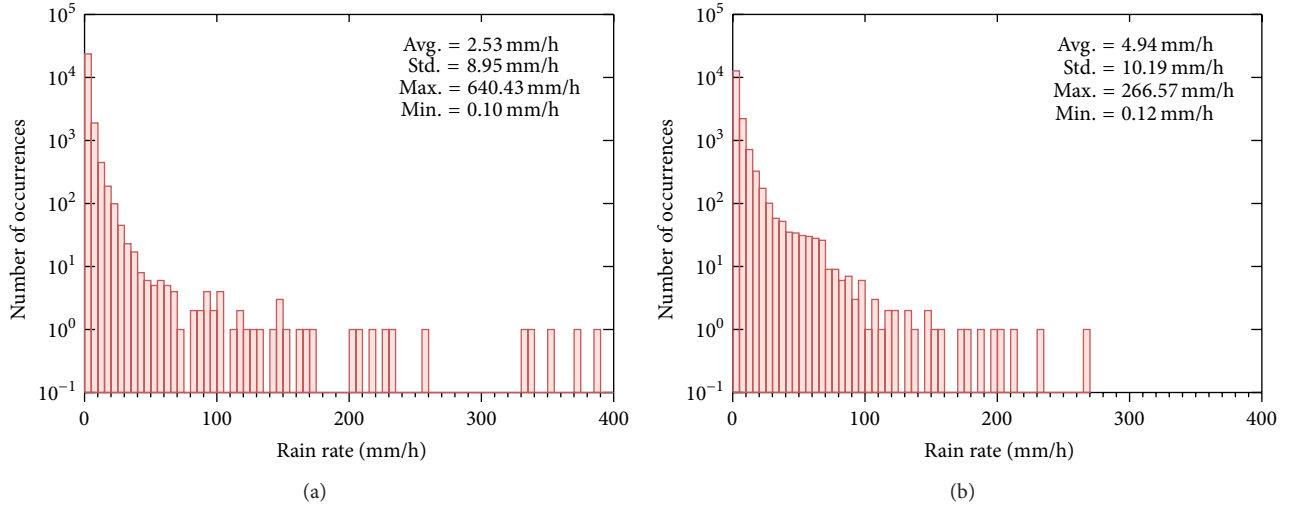 Number of occurrences
10^5
10^4
10^3
10^2
10^1
10^0
10^−1
Avg. = 2.53 mm/h
Std. = 8.95 mm/h
Max. = 640.43 mm/h
Min. = 0.10 mm/h
0 100 200 300 400
Rain rate (mm/h)
(a)
Number of occurrences
10^5
10^4
10^3
10^2
10^1
10^0
10^−1
Avg. = 4.94 mm/h
Std. = 10.19 mm/h
Max. = 266.57 mm/h
Min. = 0.12 mm/h
0 100 200 300 400
Rain rate (mm/h)
(b)